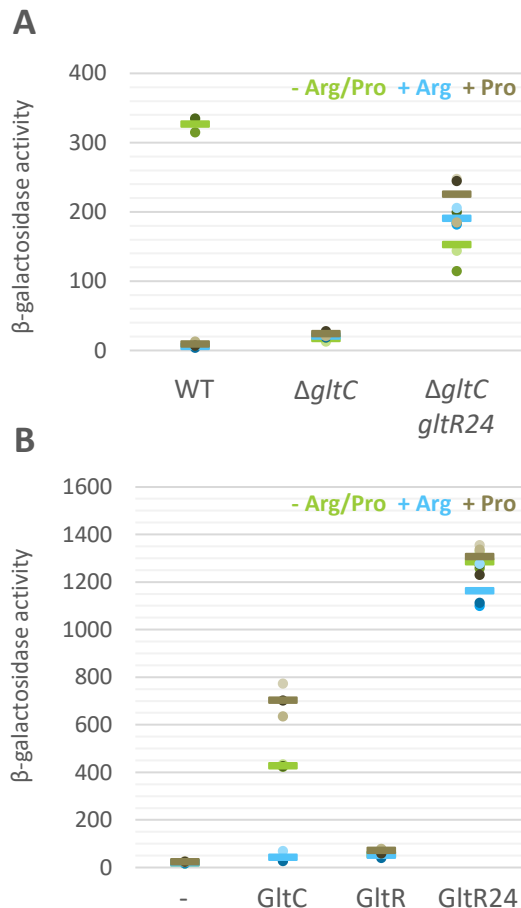 A
β-galactosidase activity
400
300
200
100
0
- Arg/Pro + Arg + Pro
WT ΔgltC ΔgltC
gltR24
B
β-galactosidase activity
1600
1400
1200
1000
800
600
400
200
0
- Arg/Pro + Arg + Pro
- GltC GltR GltR24